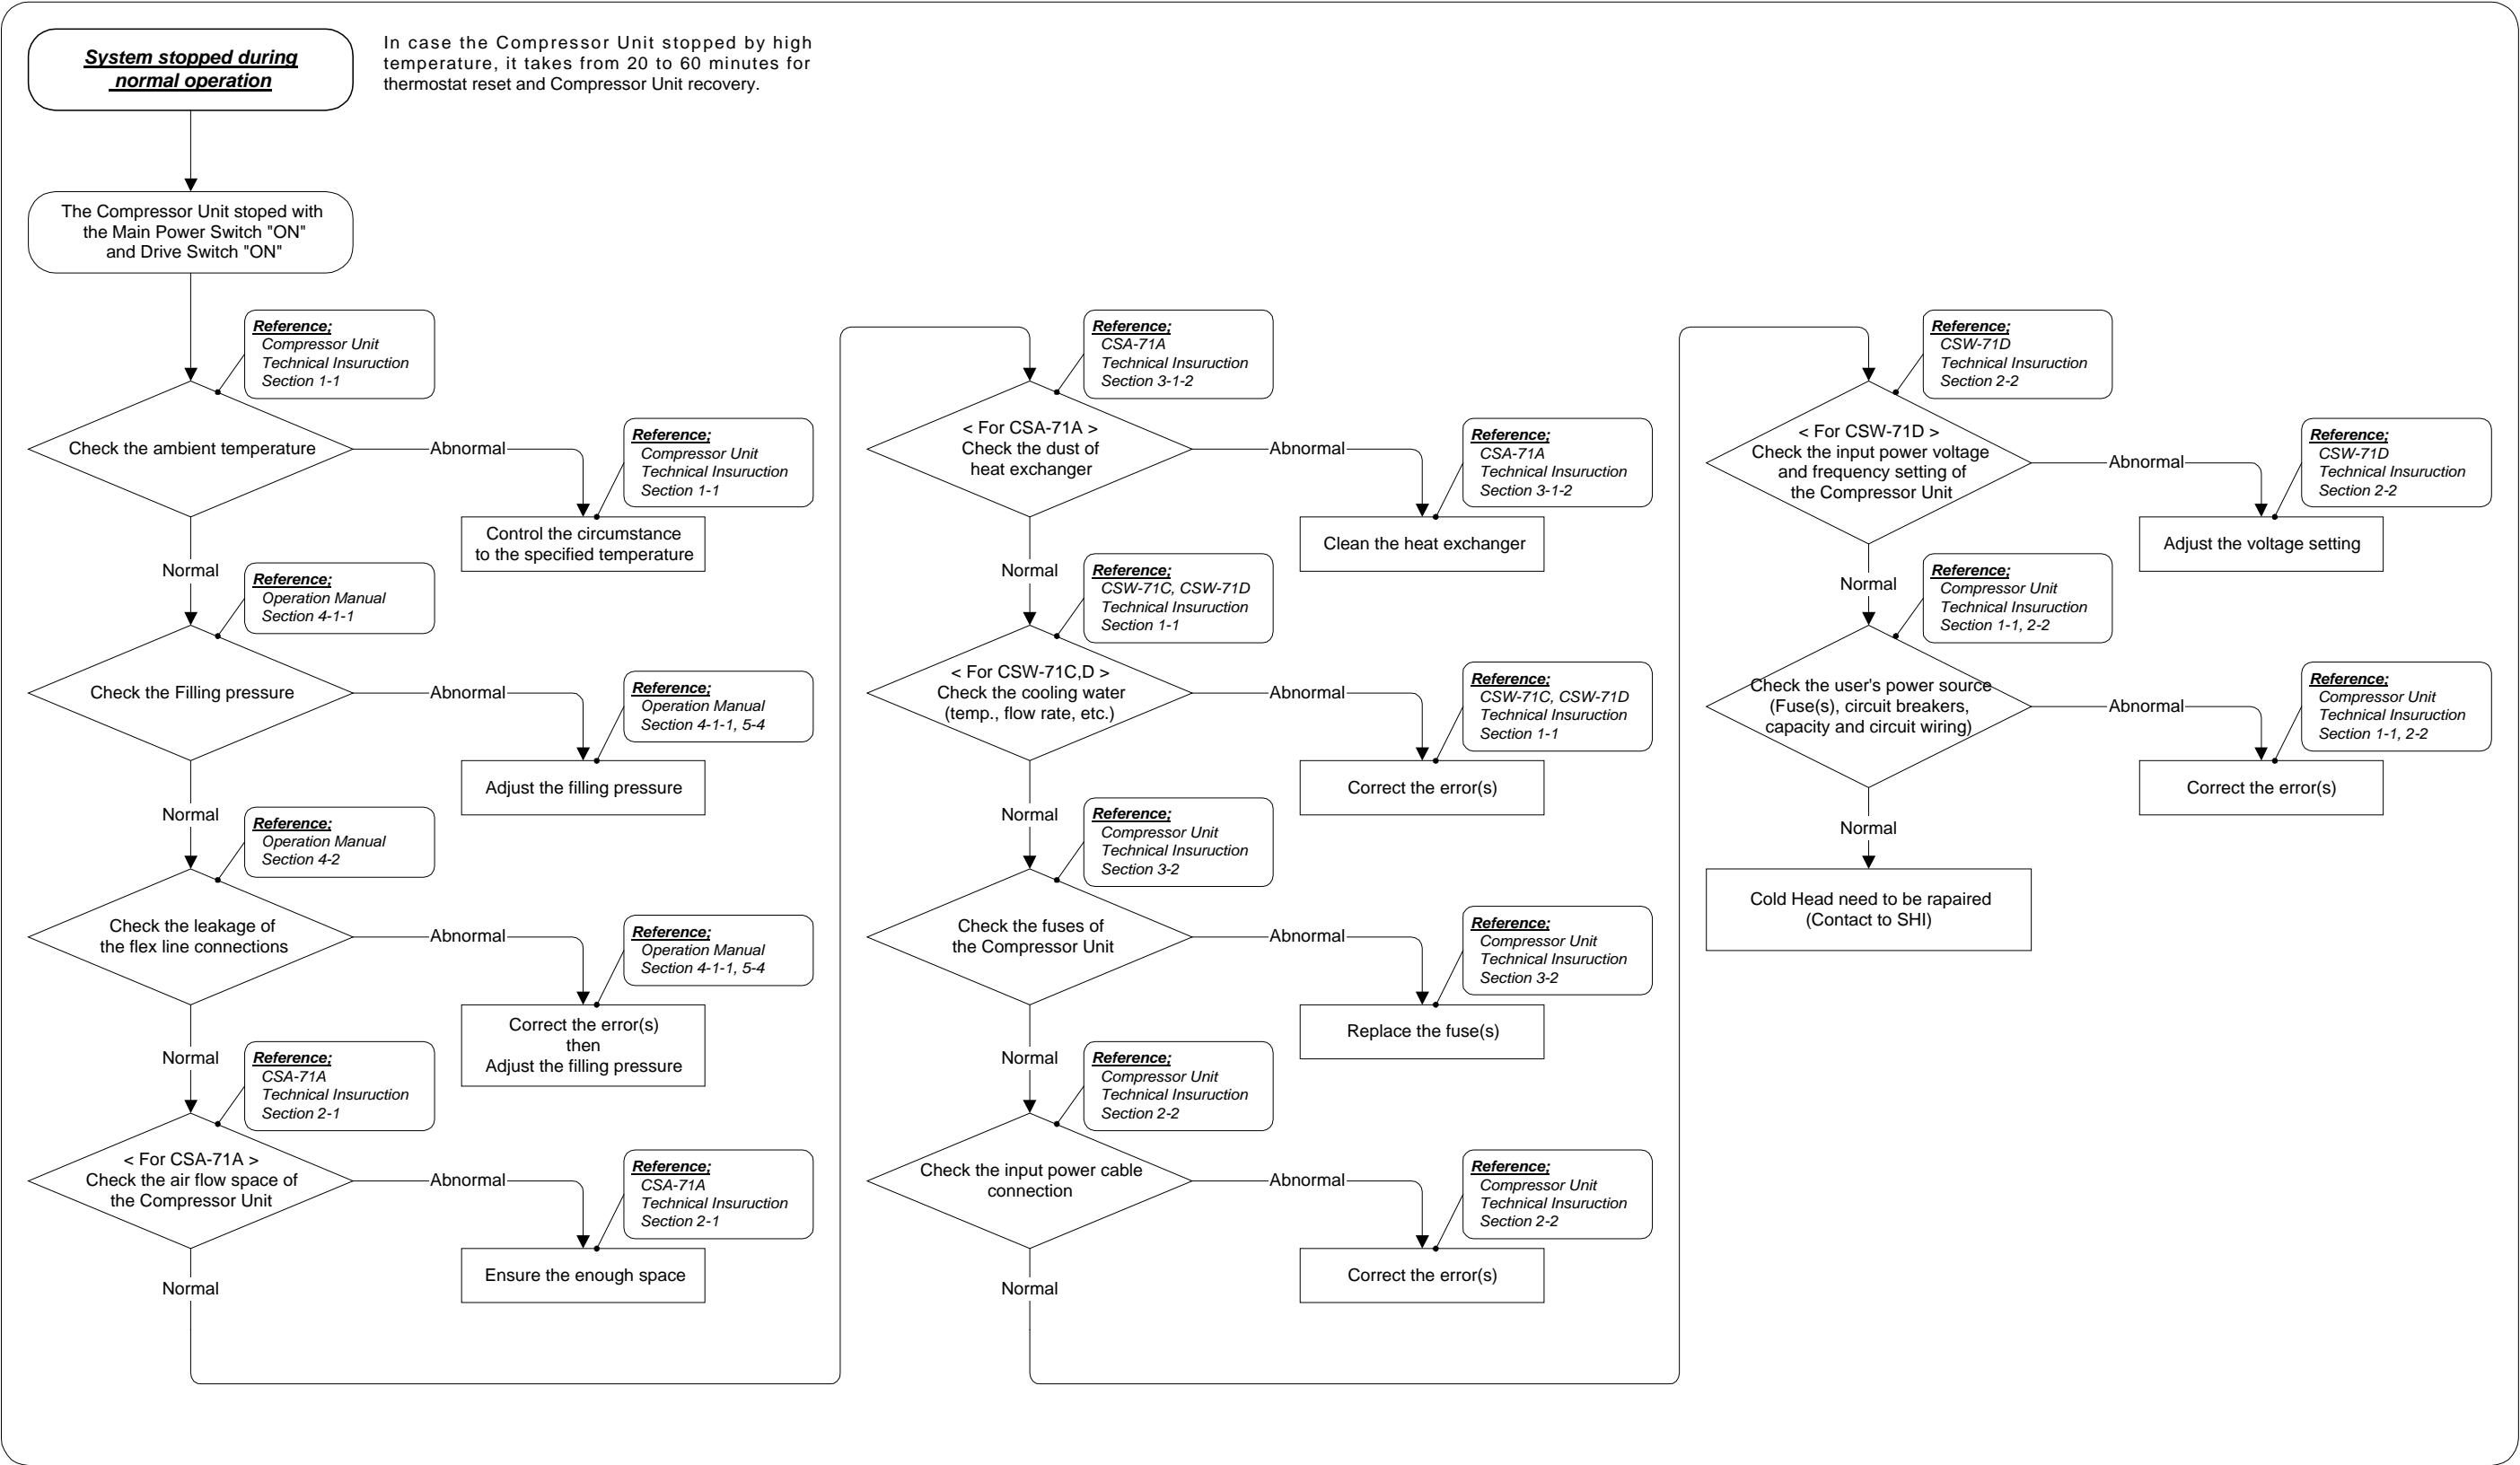 System stopped during
normal operation
In case the Compressor Unit stopped by high
temperature, it takes from 20 to 60 minutes for
thermostat reset and Compressor Unit recovery.
The Compressor Unit stoped with
the Main Power Switch "ON"
and Drive Switch "ON"
Reference;
Compressor Unit
Technical Insuruction
Section 1-1
Check the ambient temperature
Abnormal
Reference;
Compressor Unit
Technical Insuruction
Section 1-1
Control the circumstance
to the specified temperature
Normal
Reference;
Operation Manual
Section 4-1-1
Check the Filling pressure
Abnormal
Reference;
Operation Manual
Section 4-1-1, 5-4
Adjust the filling pressure
Normal
Reference;
Operation Manual
Section 4-2
Check the leakage of
the flex line connections
Abnormal
Reference;
Operation Manual
Section 4-1-1, 5-4
Correct the error(s)
then
Adjust the filling pressure
Normal
Reference;
CSA-71A
Technical Insuruction
Section 2-1
< For CSA-71A >
Check the air flow space of
the Compressor Unit
Abnormal
Reference;
CSA-71A
Technical Insuruction
Section 2-1
Ensure the enough space
Normal
Reference;
CSA-71A
Technical Insuruction
Section 3-1-2
< For CSA-71A >
Check the dust of
heat exchanger
Abnormal
Reference;
CSA-71A
Technical Insuruction
Section 3-1-2
Clean the heat exchanger
Normal
Reference;
CSW-71C, CSW-71D
Technical Insuruction
Section 1-1
< For CSW-71C,D >
Check the cooling water
(temp., flow rate, etc.)
Abnormal
Reference;
CSW-71C, CSW-71D
Technical Insuruction
Section 1-1
Correct the error(s)
Normal
Reference;
Compressor Unit
Technical Insuruction
Section 3-2
Check the fuses of
the Compressor Unit
Abnormal
Reference;
Compressor Unit
Technical Insuruction
Section 3-2
Replace the fuse(s)
Normal
Reference;
Compressor Unit
Technical Insuruction
Section 2-2
Check the input power cable
connection
Abnormal
Reference;
Compressor Unit
Technical Insuruction
Section 2-2
Correct the error(s)
Normal
Reference;
CSW-71D
Technical Insuruction
Section 2-2
< For CSW-71D >
Check the input power voltage
and frequency setting of
the Compressor Unit
Abnormal
Reference;
CSW-71D
Technical Insuruction
Section 2-2
Adjust the voltage setting
Normal
Reference;
Compressor Unit
Technical Insuruction
Section 1-1, 2-2
Check the user's power source
(Fuse(s), circuit breakers,
capacity and circuit wiring)
Abnormal
Reference;
Compressor Unit
Technical Insuruction
Section 1-1, 2-2
Correct the error(s)
Normal
Cold Head need to be rapaired
(Contact to SHI)